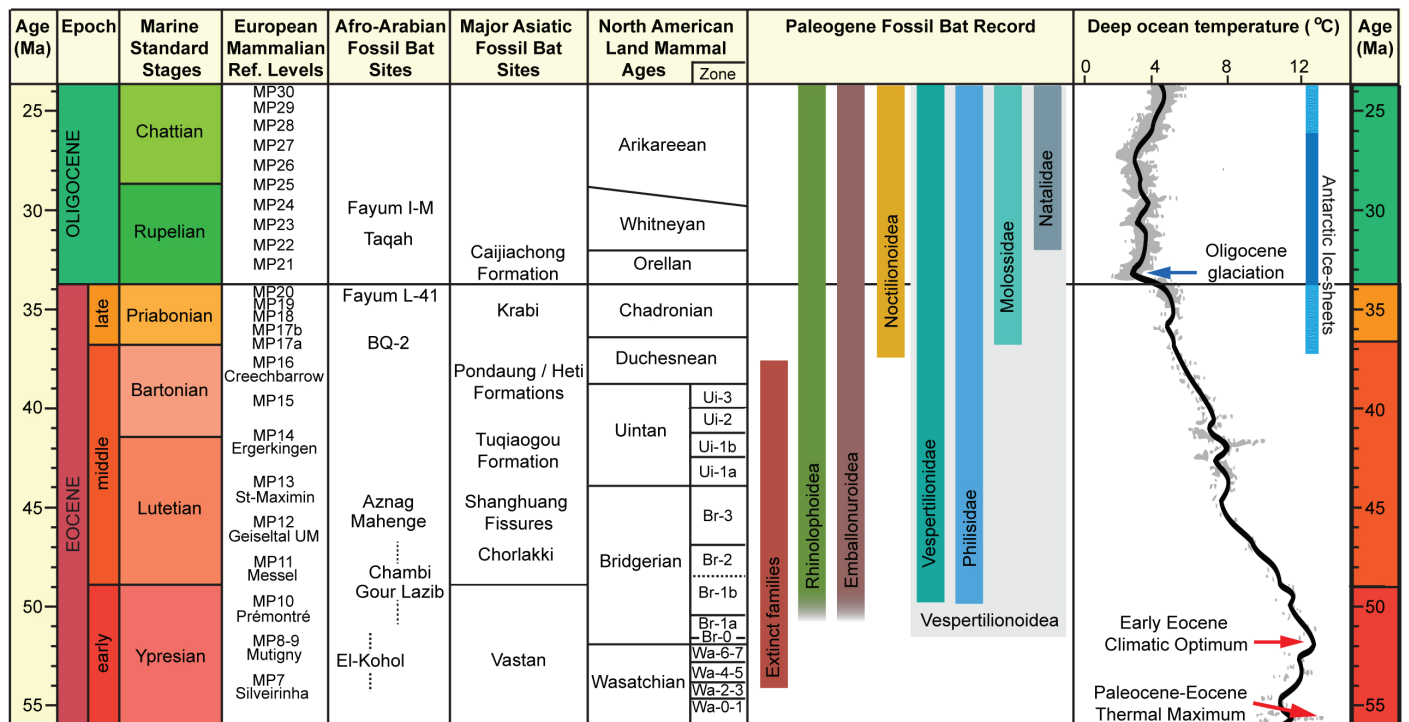 Age
(Ma)
Epoch
Marine
Standard
Stages
European
Mammalian
Ref. Levels
Afro-Arabian
Fossil Bat
Sites
Major Asiatic
Fossil Bat
Sites
North American
Land Mammal
Ages
Zone
Paleogene Fossil Bat Record
Deep ocean temperature ( °C)
0 4 8 12
Age
(Ma)
25
30
35
40
45
50
55
OLIGOCENE
EOCENE
late
middle
early
Chattian
Rupelian
Priabonian
Bartonian
Lutetian
Ypresian
MP30
MP29
MP28
MP27
MP26
MP25
MP24
MP23
MP22
MP21
MP20
MP19
MP18
MP17b
MP17a
MP16
Creechbarrow
MP15
MP14
Ergerkingen
MP13
St-Maximin
MP12
Geiseltal UM
MP11
Messel
MP10
Prémontré
MP8-9
Mutigny
MP7
Silveirinha
Fayum I-M
Taqah
Fayum L-41
BQ-2
Aznag
Mahenge
Chambi
Gour Lazib
El-Kohol
Caijiachong
Formation
Krabi
Pondaung / Heti
Formations
Tuqiaogou
Formation
Shanghuang
Fissures
Chorlakki
Vastan
Arikareean
Whitneyan
Orellan
Chadronian
Duchesnean
Uintan
Bridgerian
Wasatchian
Ui-3
Ui-2
Ui-1b
Ui-1a
Br-3
Br-2
Br-1b
Br-1a
Br-0
Wa-6-7
Wa-4-5
Wa-2-3
Wa-0-1
Extinct families
Rhinolophoidea
Emballonuroidea
Noctilionoidea
Vespertilionidae
Philisidae
Molossidae
Natalidae
Vespertilionoidea
Oligocene
glaciation
Antarctic Ice-sheets
Early Eocene
Climatic Optimum
Paleocene-Eocene
Thermal Maximum
25
30
35
40
45
50
55